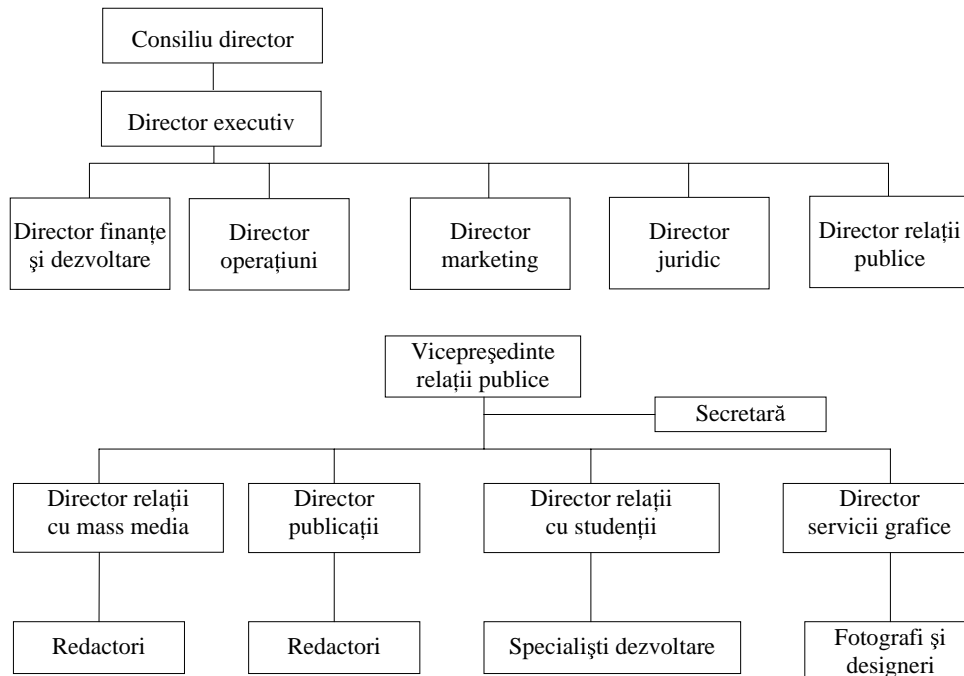 Consiliu director
Director executiv
Director finanțe
şi dezvoltare
Director
operațiuni
Director
marketing
Director
juridic
Director relații
publice
Vicepreşedinte
relații publice
Secretară
Director relații
cu mass media
Director
publicații
Director relații
cu studenții
Director
servicii grafice
Redactori
Redactori
Specialişti dezvoltare
Fotografi şi
designeri